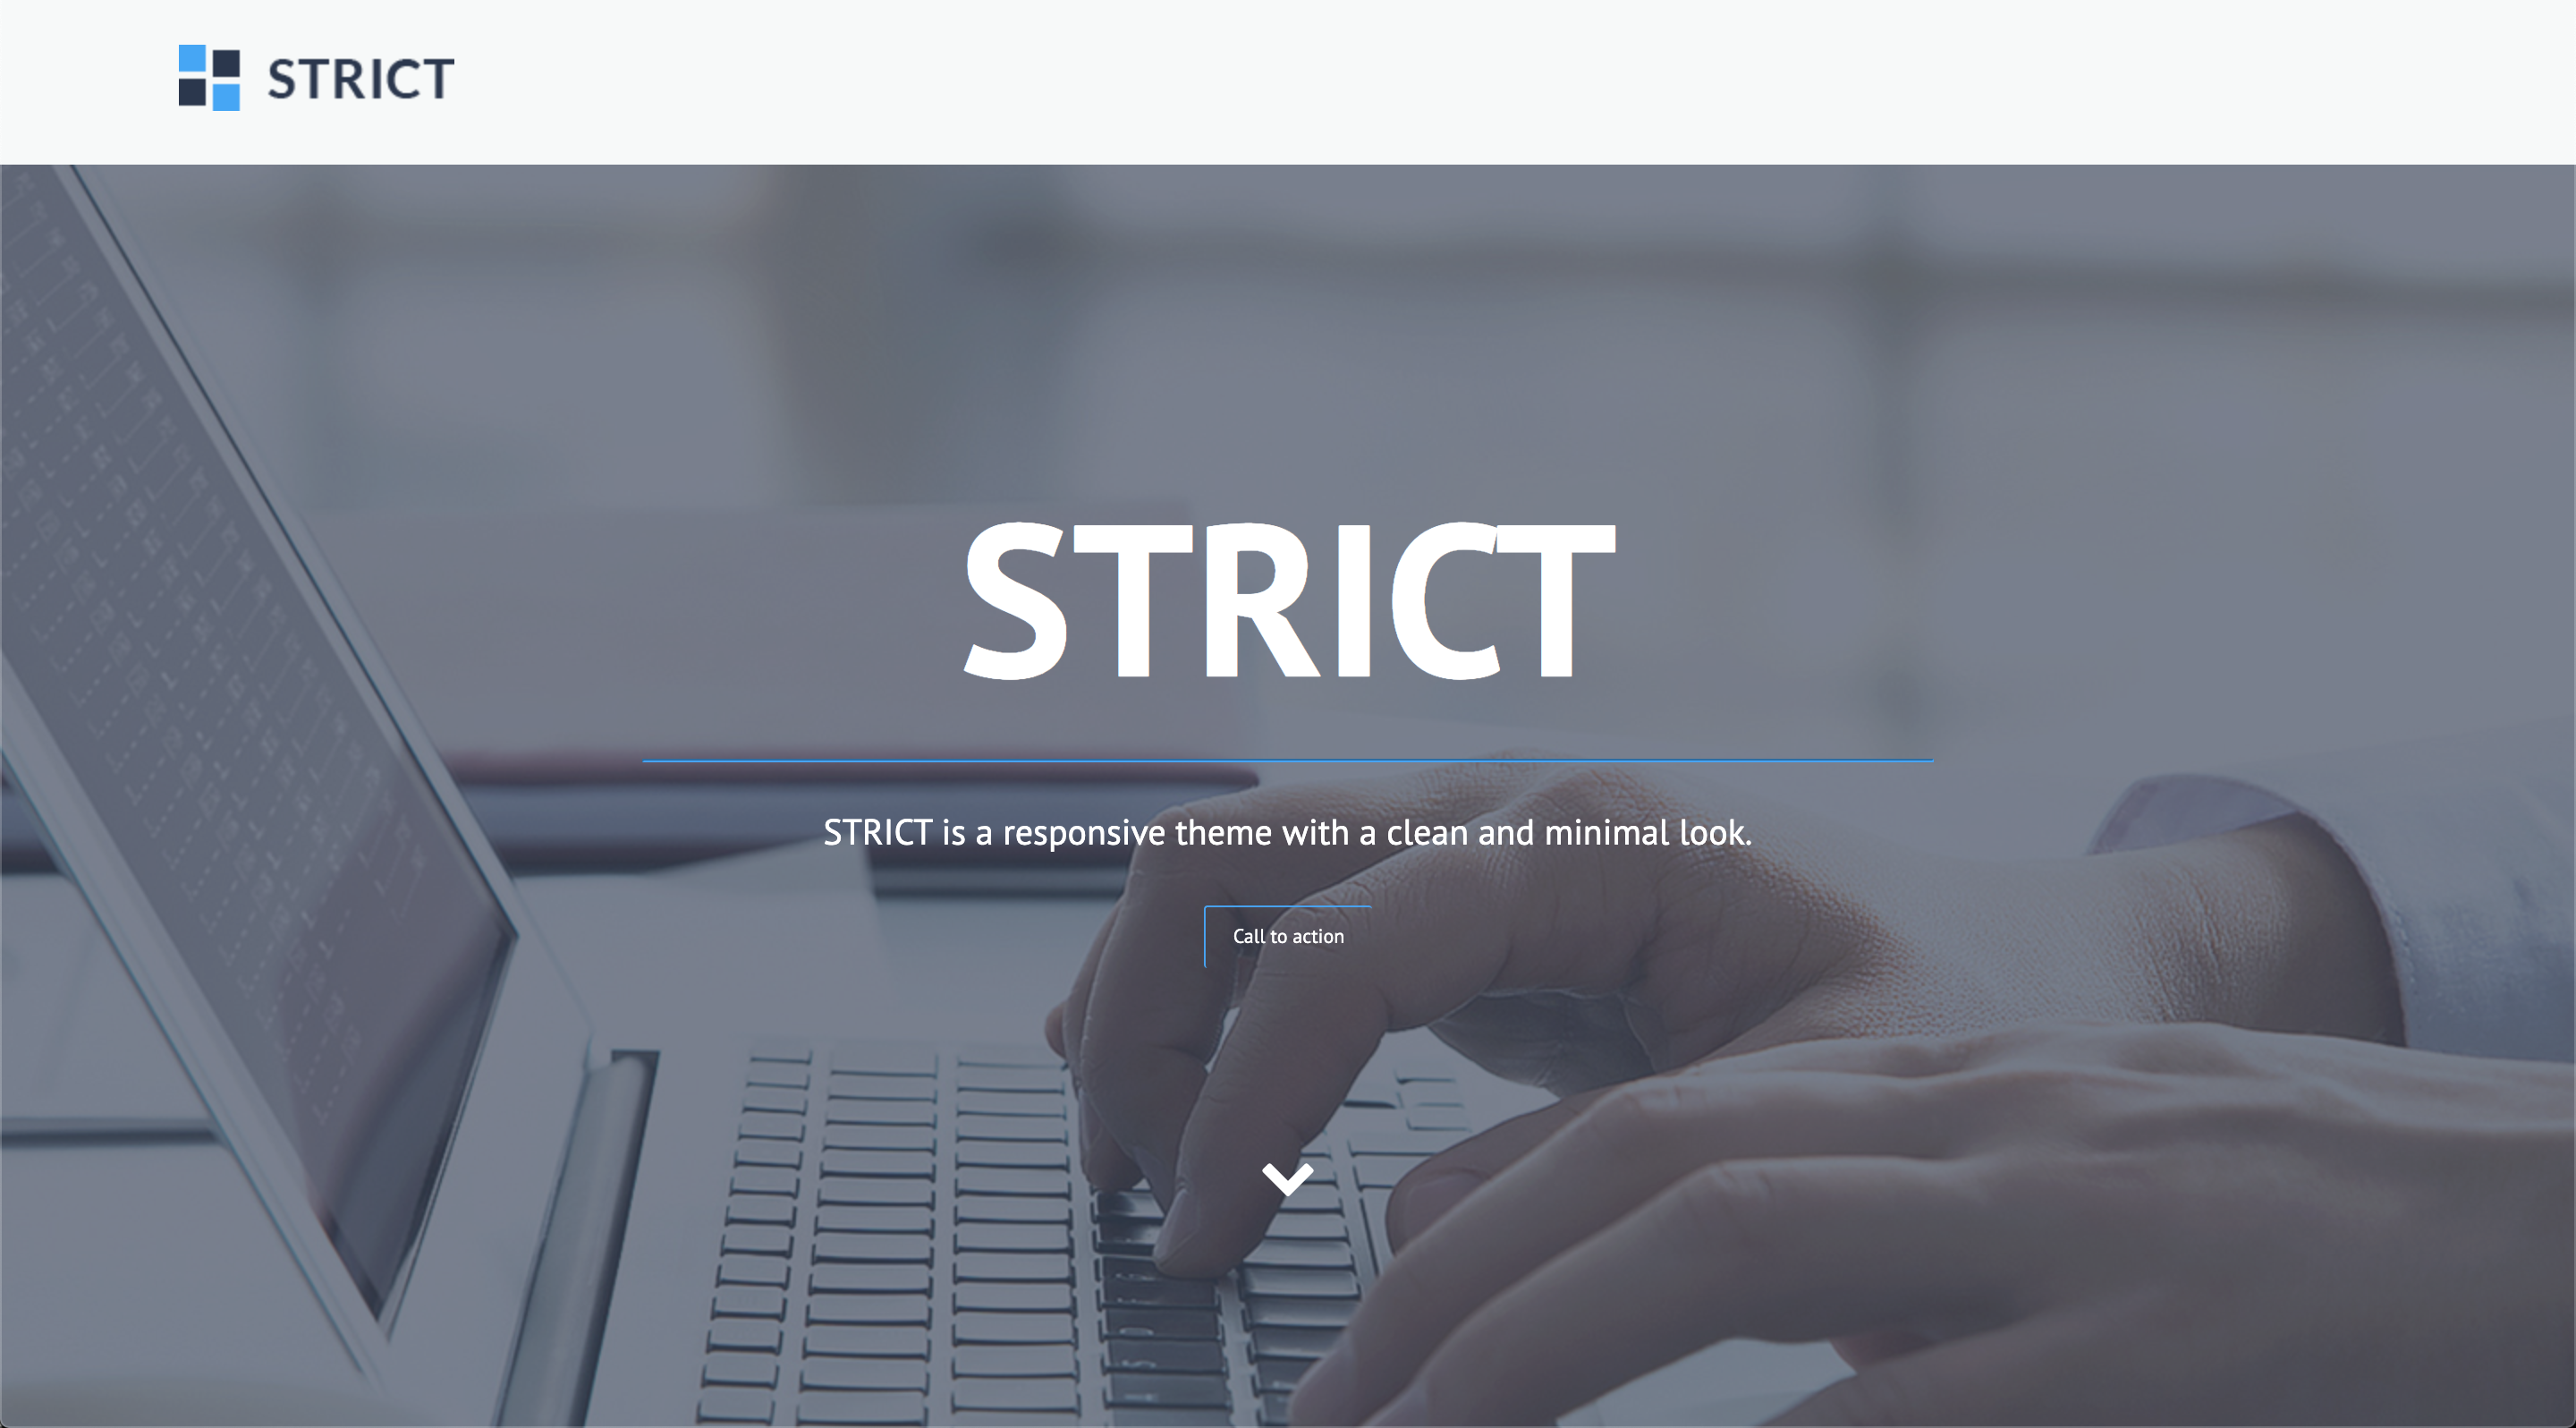 STRICT
STRICT
STRICT is a responsive theme with a clean and minimal look.
Call to action